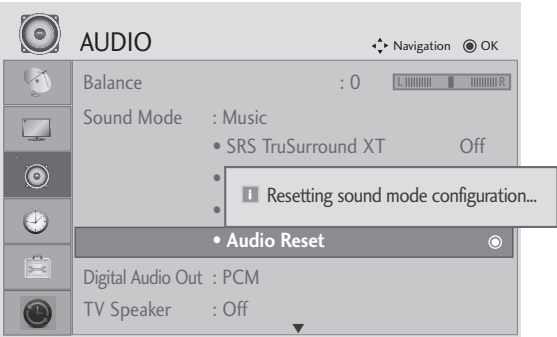 AUDIO
Navigation OK
Balance : 0 L R
Sound Mode : Music
• SRS TruSurround XT Off
•
i Resetting sound mode configuration...
•
• Audio Reset
Digital Audio Out : PCM
TV Speaker : Off